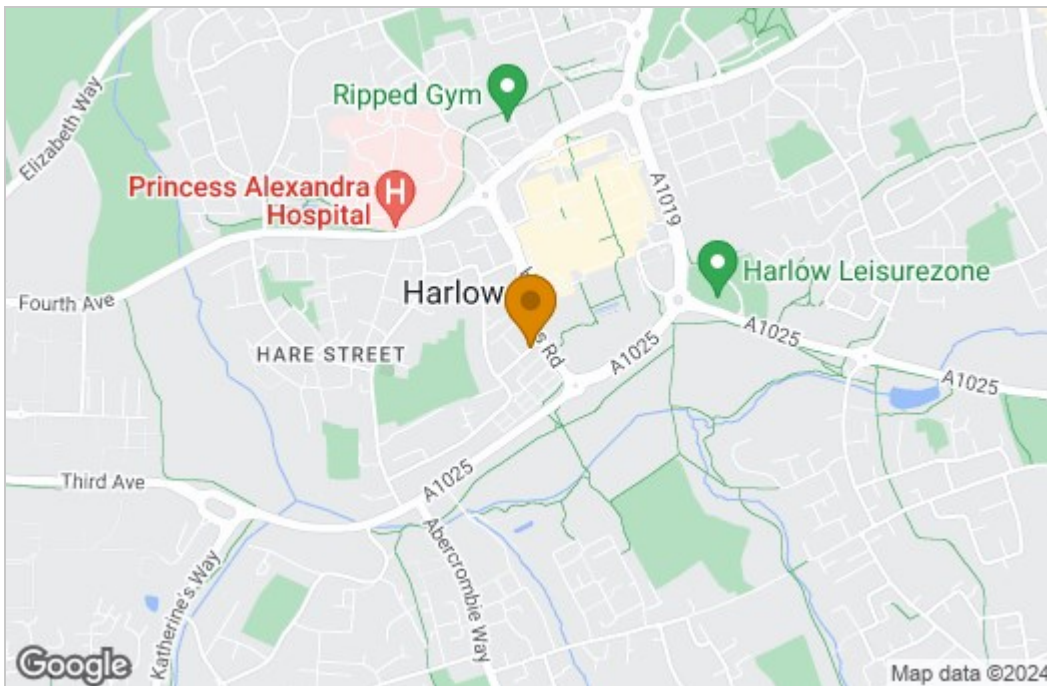 Elizabeth Way
Ripped Gym
Princess Alexandra
Hospital
A1019
Harlow Leisurezone
Harlow
Fourth Ave
HARE STREET
s Rd
A1025
A1025
A1025
Third Ave
A1025
Abercrombie Way
Katherine's Way
Google
Map data ©2024